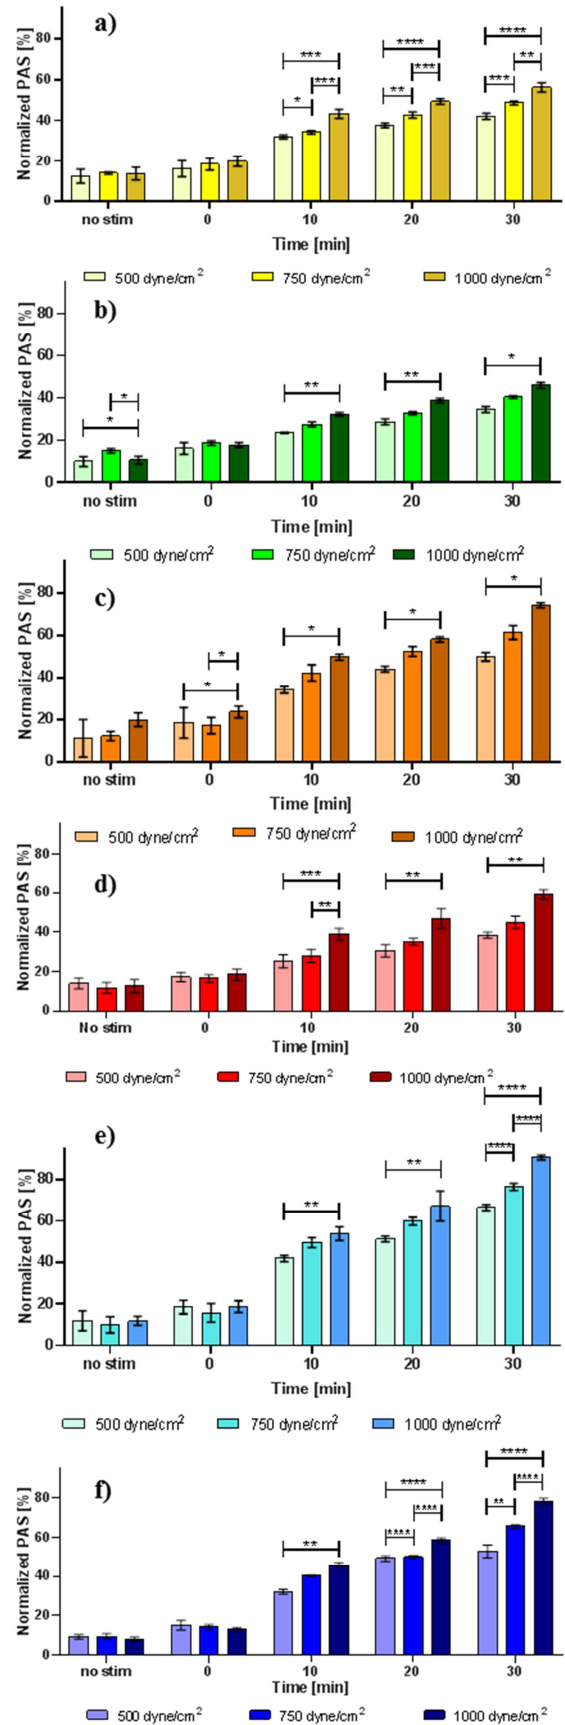 a)
Normalized PAS [%]
80
60
40
20
0
*** **** ****
* *** ** *** *** **
no stim 0 10 20 30
Time [min]
500 dyne/cm² 750 dyne/cm² 1000 dyne/cm²
b)
Normalized PAS [%]
80
60
40
20
0
* * ** ** *
no stim 0 10 20 30
Time [min]
500 dyne/cm² 750 dyne/cm² 1000 dyne/cm²
c)
Normalized PAS [%]
80
60
40
20
0
* * * * *
no stim 0 10 20 30
Time [min]
500 dyne/cm² 750 dyne/cm² 1000 dyne/cm²
d)
Normalized PAS [%]
80
60
40
20
0
*** ** ** **
No stim 0 10 20 30
Time [min]
500 dyne/cm² 750 dyne/cm² 1000 dyne/cm²
e)
Normalized PAS [%]
80
60
40
20
0
** ** **** **** ****
no stim 0 10 20 30
Time [min]
500 dyne/cm² 750 dyne/cm² 1000 dyne/cm²
f)
Normalized PAS [%]
80
60
40
20
0
** **** **** **** **** ** ****
no stim 0 10 20 30
Time [min]
500 dyne/cm² 750 dyne/cm² 1000 dyne/cm²